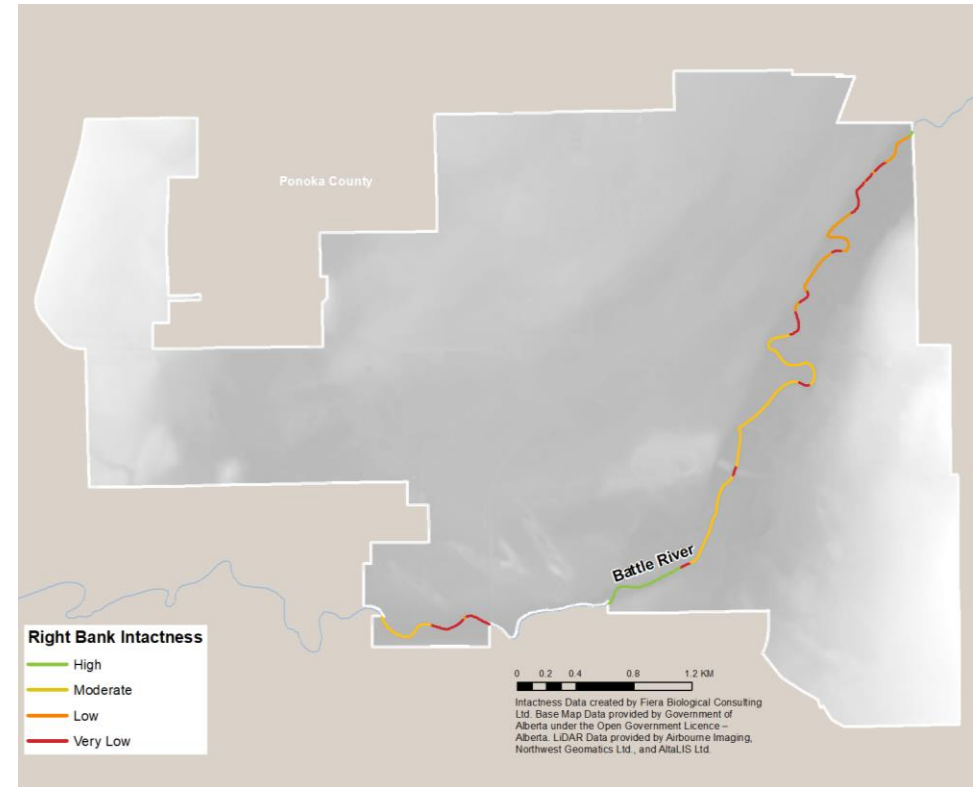 Ponoka County
Battle River
Right Bank Intactness
High
Moderate
Low
Very Low
0 0.2 0.4 0.8 1.2 KM
Intactness Data created by Fiera Biological Consulting
Ltd. Base Map Data provided by Government of
Alberta under the Open Government Licence –
Alberta. LiDAR Data provided by Airbourne Imaging,
Northwest Geomatics Ltd., and AltaLIS Ltd.